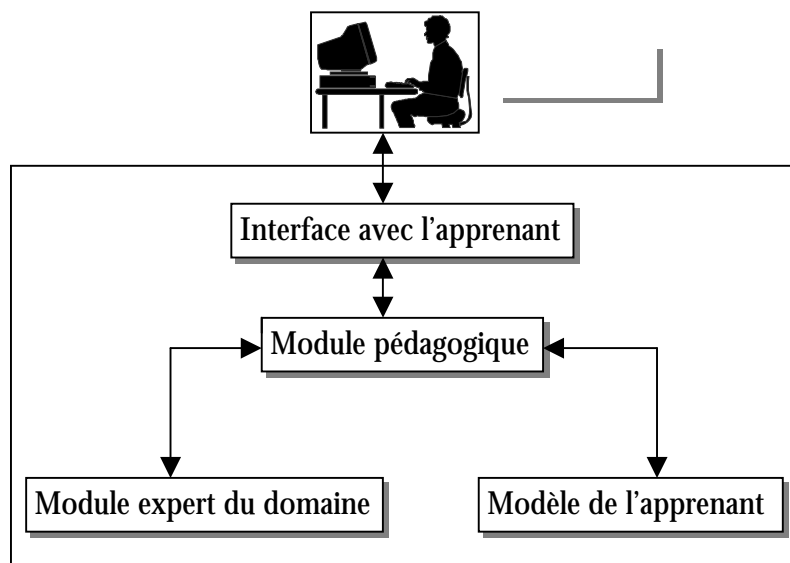 Interface avec l'apprenant
Module pédagogique
Module expert du domaine
Modèle de l'apprenant